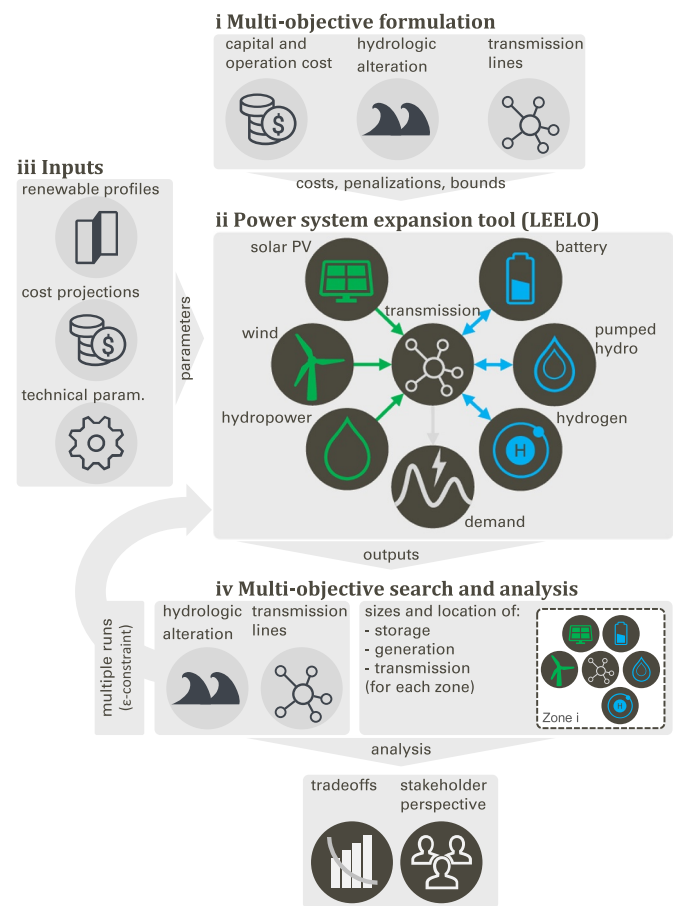 i Multi-objective formulation
capital and
operation cost
hydrologic
alteration
transmission
lines
$
costs, penalizations, bounds
iii Inputs
renewable profiles
cost projections
$
technical param.
parameters
ii Power system expansion tool (LEELO)
solar PV
battery
transmission
wind
pumped
hydro
hydropower
hydrogen
H
demand
outputs
iv Multi-objective search and analysis
multiple runs
(ε-constraint)
hydrologic
alteration
transmission
lines
sizes and location of:
- storage
- generation
- transmission
(for each zone)
H
Zone i
analysis
tradeoffs
stakeholder
perspective